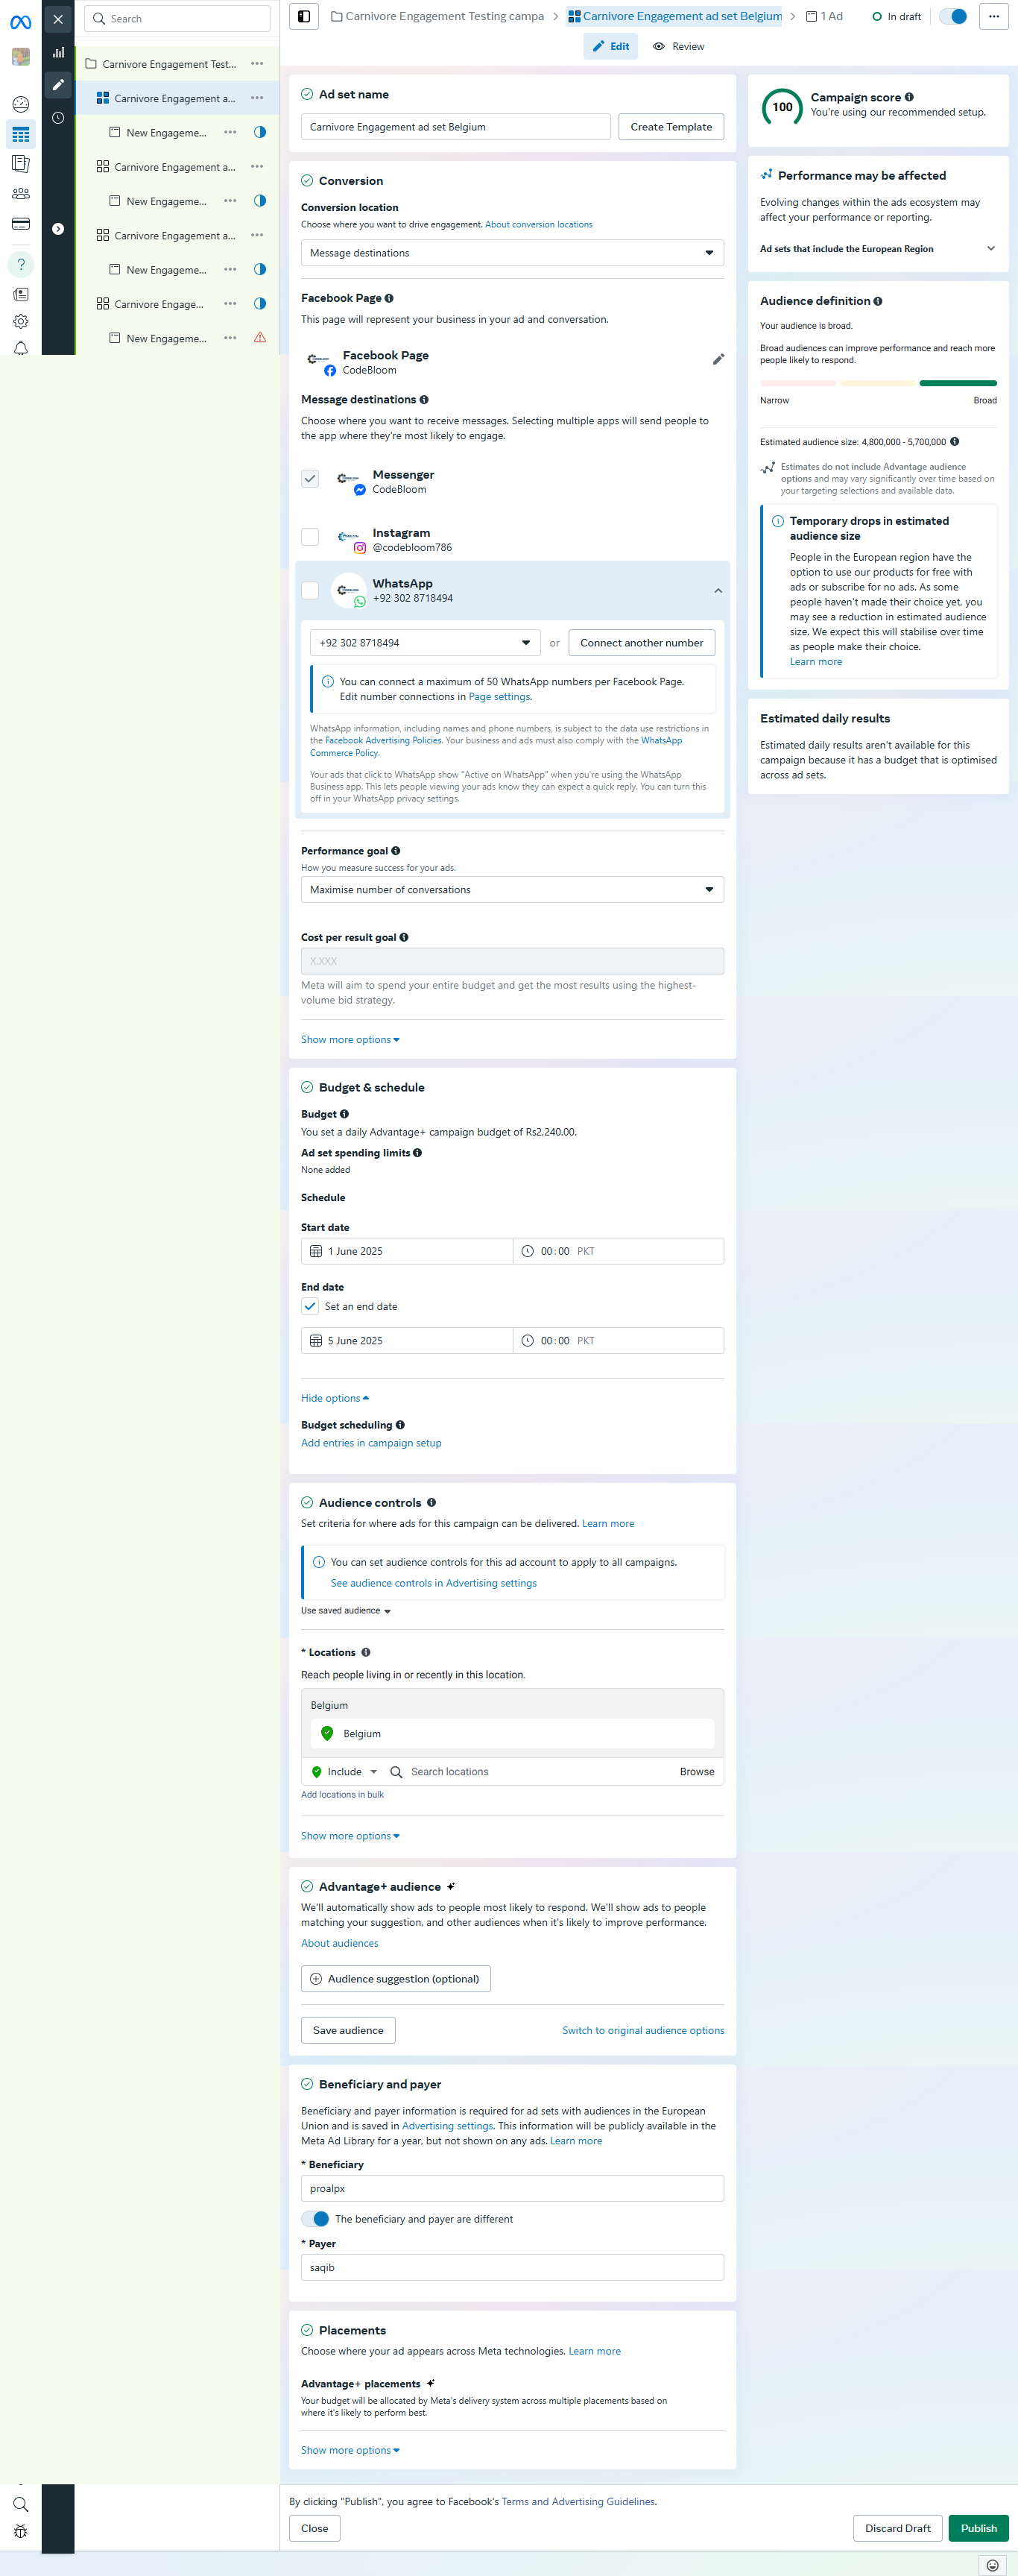 Search
Carnivore Engagement Test...
Carnivore Engagement a...
New Engageme...
Carnivore Engagement a...
New Engageme...
Carnivore Engagement a...
New Engageme...
Carnivore Engage...
New Engageme...
Carnivore Engagement Testing campa
Carnivore Engagement ad set Belgium
1 Ad
In draft
Edit
Review
Ad set name
Carnivore Engagement ad set Belgium
Create Template
Conversion
Conversion location
Choose where you want to drive engagement. About conversion locations
Message destinations
Facebook Page
This page will represent your business in your ad and conversation.
Facebook Page
CodeBloom
Message destinations
Choose where you want to receive messages. Selecting multiple apps will send people to
the app where they're most likely to engage.
Messenger
CodeBloom
Instagram
@codebloom786
WhatsApp
+92 302 8718494
+92 302 8718494
or
Connect another number
You can connect a maximum of 50 WhatsApp numbers per Facebook Page.
Edit number connections in Page settings.
WhatsApp information, including names and phone numbers, is subject to the data use restrictions in
the Facebook Advertising Policies. Your business and ads must also comply with the WhatsApp
Commerce Policy.
Your ads that click to WhatsApp show "Active on WhatsApp" when you're using the WhatsApp
Business app. This lets people viewing your ads know they can expect a quick reply. You can turn this
off in your WhatsApp privacy settings.
Performance goal
How you measure success for your ads.
Maximise number of conversations
Cost per result goal
X.XXX
Meta will aim to spend your entire budget and get the most results using the highest-
volume bid strategy.
Show more options
Budget & schedule
Budget
You set a daily Advantage+ campaign budget of Rs2,240.00.
Ad set spending limits
None added
Schedule
Start date
1 June 2025
00:00 PKT
End date
Set an end date
5 June 2025
00:00 PKT
Hide options
Budget scheduling
Add entries in campaign setup
Audience controls
Set criteria for where ads for this campaign can be delivered. Learn more
You can set audience controls for this ad account to apply to all campaigns.
See audience controls in Advertising settings
Use saved audience
* Locations
Reach people living in or recently in this location.
Belgium
Belgium
Include
Search locations
Browse
Add locations in bulk
Show more options
Advantage+ audience
We'll automatically show ads to people most likely to respond. We'll show ads to people
matching your suggestion, and other audiences when it's likely to improve performance.
About audiences
Audience suggestion (optional)
Save audience
Switch to original audience options
Beneficiary and payer
Beneficiary and payer information is required for ad sets with audiences in the European
Union and is saved in Advertising settings. This information will be publicly available in the
Meta Ad Library for a year, but not shown on any ads. Learn more
* Beneficiary
proalpx
The beneficiary and payer are different
* Payer
saqib
Placements
Choose where your ad appears across Meta technologies. Learn more
Advantage+ placements
Your budget will be allocated by Meta's delivery system across multiple placements based on
where it's likely to perform best.
Show more options
100
Campaign score
You're using our recommended setup.
Performance may be affected
Evolving changes within the ads ecosystem may
affect your performance or reporting.
Ad sets that include the European Region
Audience definition
Your audience is broad.
Broad audiences can improve performance and reach more
people likely to respond.
Narrow
Broad
Estimated audience size: 4,800,000 - 5,700,000
Estimates do not include Advantage audience
options and may vary significantly over time based on
your targeting selections and available data.
Temporary drops in estimated
audience size
People in the European region have the
option to use our products for free with
ads or subscribe for no ads. As some
people haven't made their choice yet, you
may see a reduction in estimated audience
size. We expect this will stabilise over time
as people make their choice.
Learn more
Estimated daily results
Estimated daily results aren't available for this
campaign because it has a budget that is optimised
across ad sets.
By clicking "Publish", you agree to Facebook's Terms and Advertising Guidelines.
Close
Discard Draft
Publish